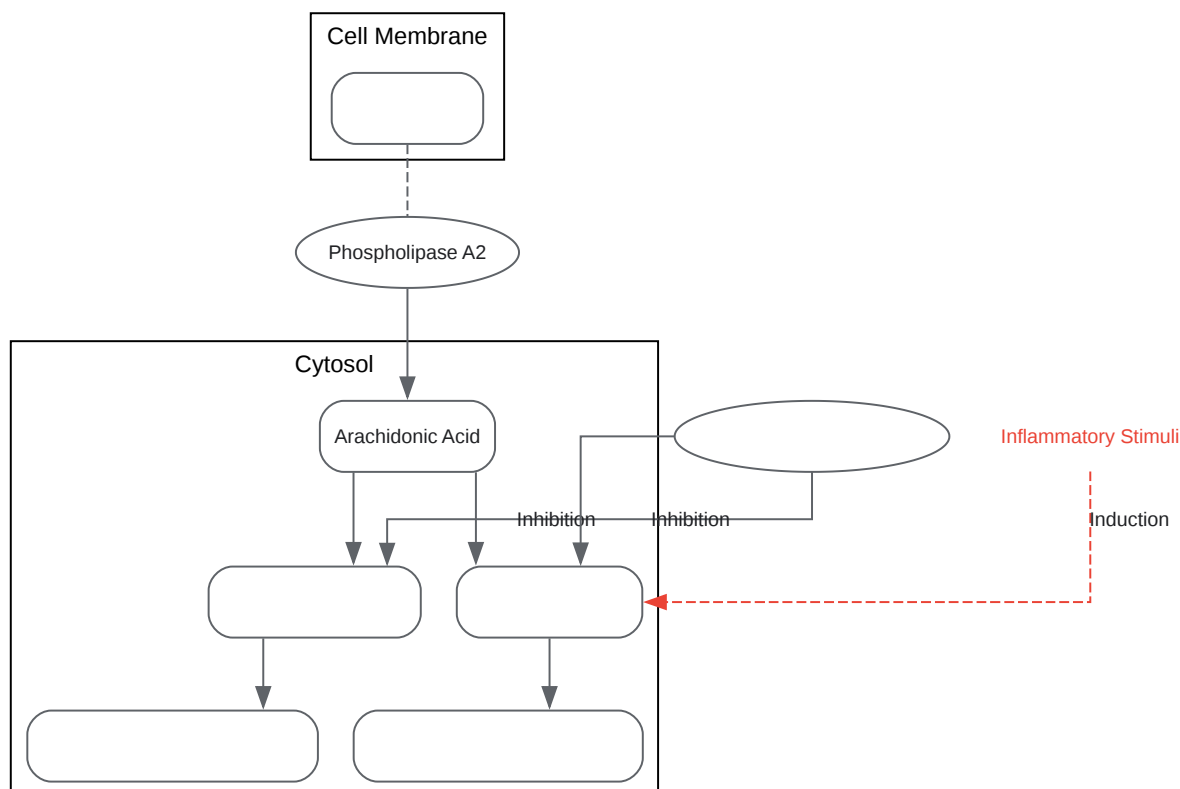 Cell Membrane
Phospholipase A2
Cytosol
Arachidonic Acid
Inflammatory Stimuli
Inhibition
Inhibition
Induction